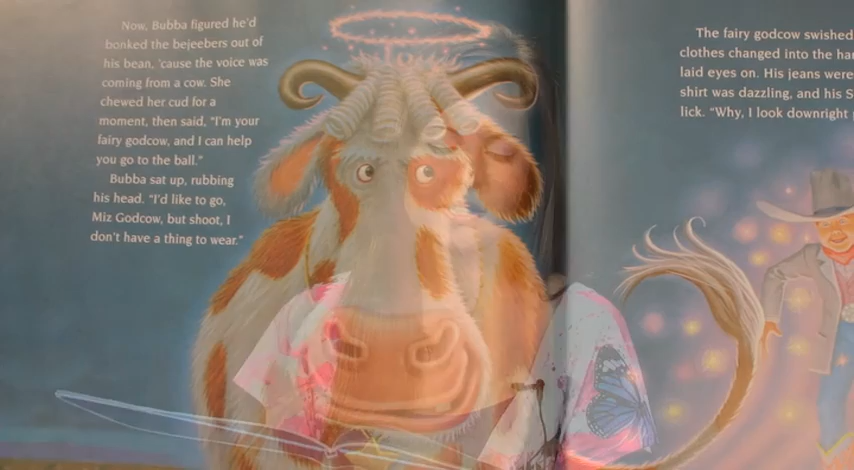 Now, Bubba figured he'd
bonked the bejeebers out of
his bean, 'cause the voice was
coming from a cow. She
chewed her cud for a
moment, then said, "I'm your
fairy godcow, and I can help
you go to the ball."
Bubba sat up, rubbing
his head. "I'd like to go,
Miz Godcow, but shoot, I
don't have a thing to wear."
The fairy godcow swished
clothes changed into the
laid eyes on. His jeans were
shirt was dazzling, and his
lick. "Why, I look downright